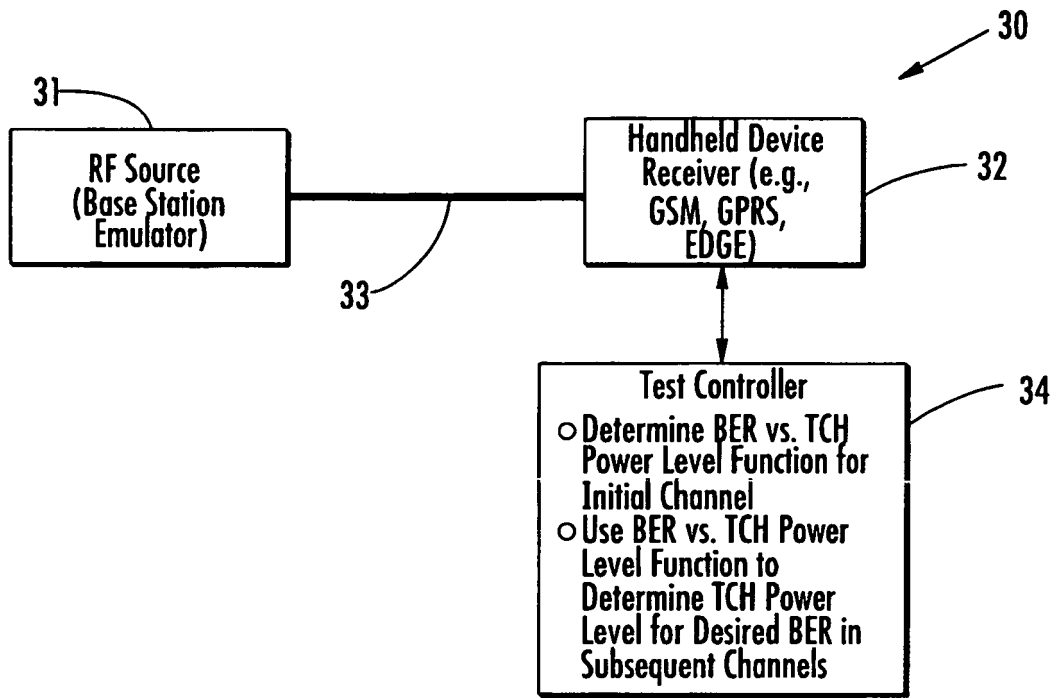 30
31
RF Source
(Base Station
Emulator)
33
Handheld Device
Receiver (e.g.,
GSM, GPRS,
EDGE)
32
Test Controller
34
○ Determine BER vs. TCH
Power Level Function for
Initial Channel
○ Use BER vs. TCH Power
Level Function to
Determine TCH Power
Level for Desired BER in
Subsequent Channels